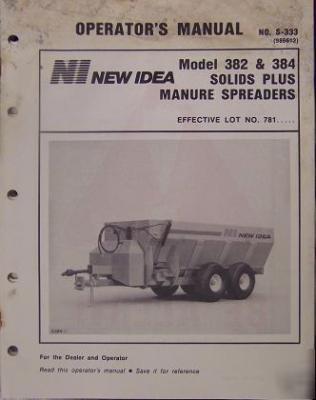 OPERATOR'S MANUAL
NO. S-333
NI NEW IDEA
Model 382 & 384
SOLIDS PLUS
MANURE SPREADERS
EFFECTIVE LOT NO. 781.....
NI NEW IDEA
For the Dealer and Operator
Read this operator's manual • Save it for reference